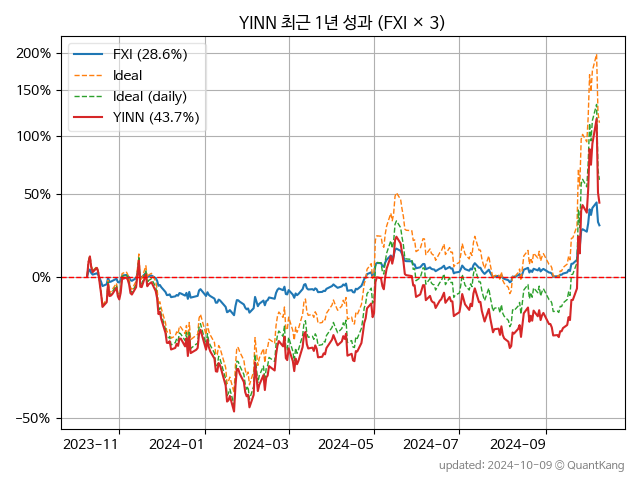 YINN 최근 1년 성과 (FXI × 3)
200%
150%
100%
50%
0%
−50%
FXI (28.6%)
Ideal
Ideal (daily)
YINN (43.7%)
2023-11
2024-01
2024-03
2024-05
2024-07
2024-09
updated: 2024-10-09 @ QuantKang